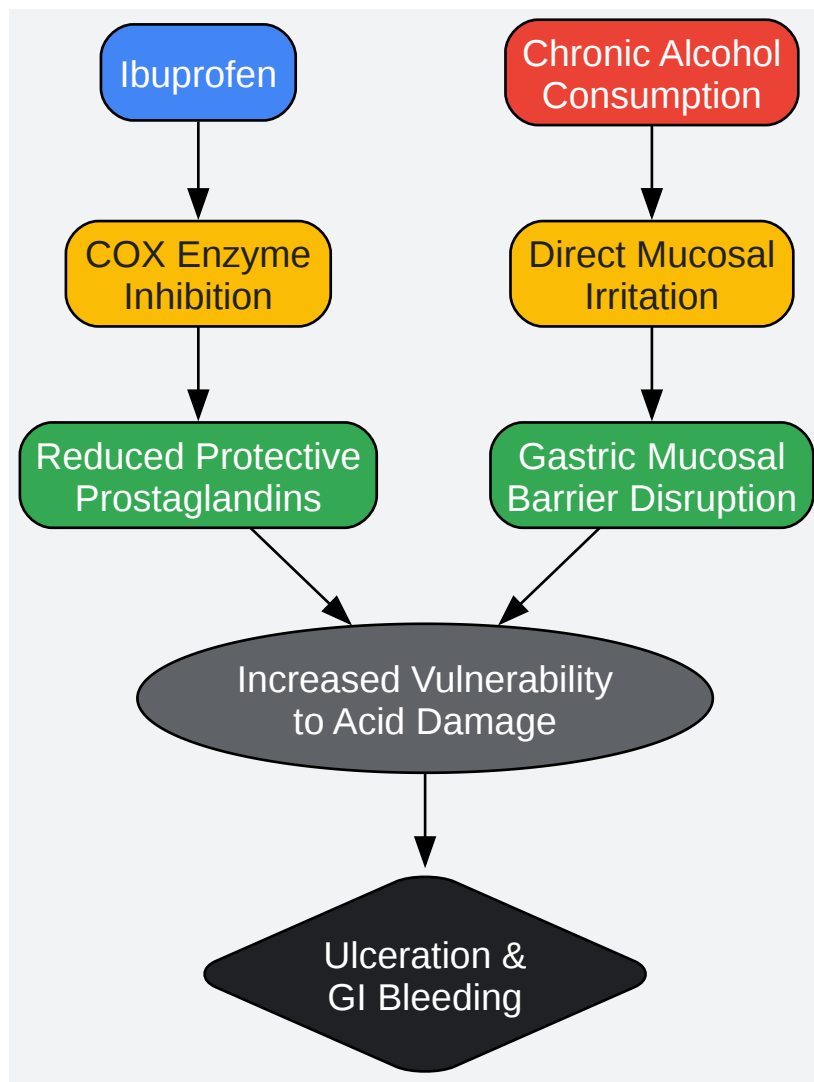 Ibuprofen
Chronic Alcohol
Consumption
COX Enzyme
Inhibition
Direct Mucosal
Irritation
Reduced Protective
Prostaglandins
Gastric Mucosal
Barrier Disruption
Increased Vulnerability
to Acid Damage
Ulceration &
GI Bleeding